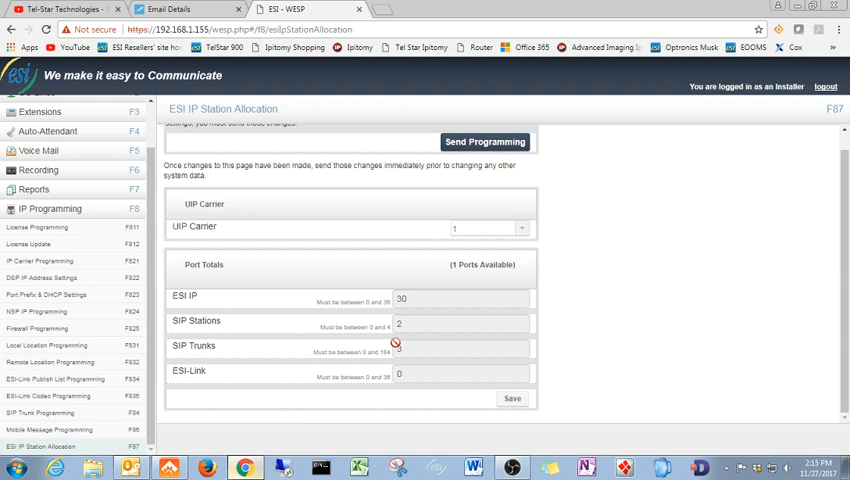 Tel-Star Technologies -
Email Details
ESI - WESP
Not secure
https://192.168.1.155/wesp.php#/f8/esiIpStationAllocation
Apps
YouTube
ESI Resellers' site hom
TelStar 900
Ipitomy Showing
Ipitomy
Tel Star Ipitomy
Router
Office 365
Advanced Imaging Ip
Optronics Musk
EOOMS
Cox
esi
We make it easy to Communicate
You are logged in as an Installer logout
Extensions F3
Auto-Attendant F4
Voice Mail F5
Recording F6
Reports F7
IP Programming F8
License Programming F811
License Update F812
IP Carrier Programming F821
DSP IP Address Settings F822
Port Prefix & DHCP Settings F823
NSP IP Programming F824
Firewall Programming F825
Local Location Programming F831
Remote Location Programming F832
ESI-Link Publish List Programming F834
ESI-Link Codec Programming F835
SIP Trunk Programming F84
Mobile Message Programming F86
ESI IP Station Allocation F87
ESI IP Station Allocation F87
settings, you must send those changes.
Send Programming
Once changes to this page have been made, send those changes immediately prior to changing any other
system data.
UIP Carrier
UIP Carrier 1
Port Totals (1 Ports Available)
ESI IP Must be between 0 and 36 30
SIP Stations Must be between 0 and 4 2
SIP Trunks Must be between 0 and 184 3
ESI-Link Must be between 0 and 36 0
Save
2:15 PM
11/27/2017